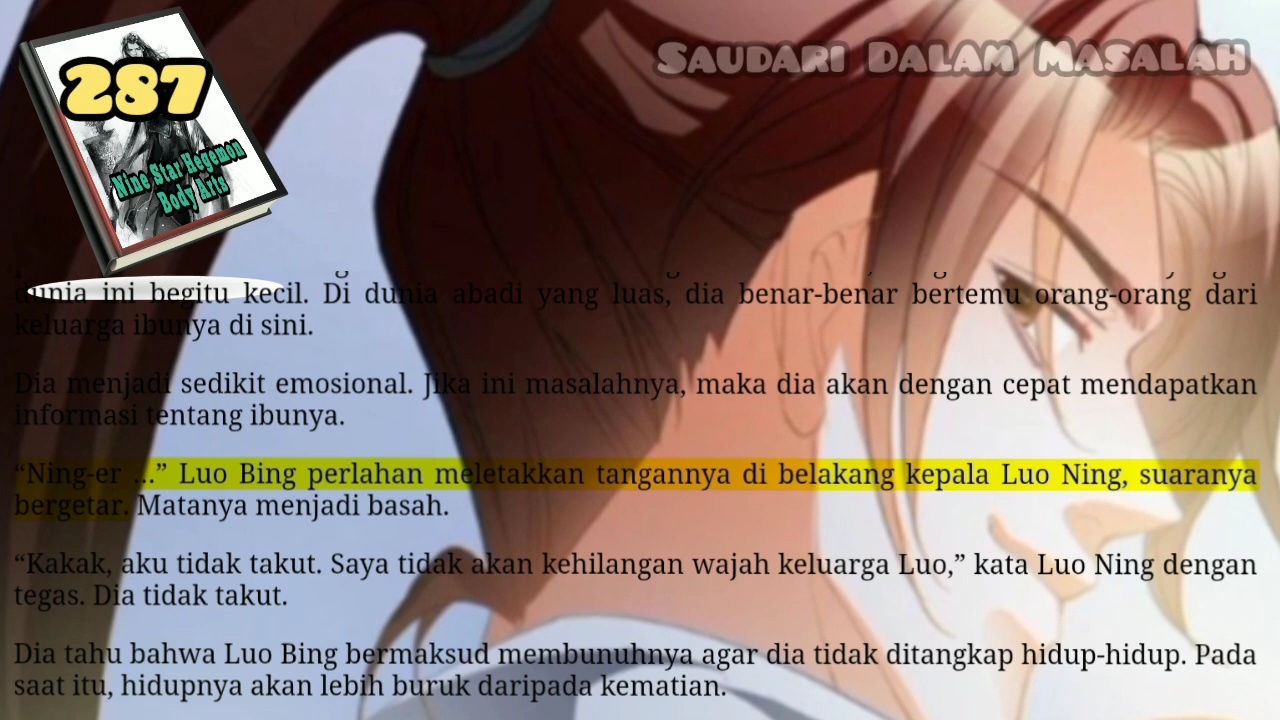 287
Nine Star Hegemon
Body Arts
SAUDARI DALAM MASALAH
dunia ini begitu kecil. Di dunia abadi yang luas, dia benar-benar bertemu orang-orang dari
keluarga ibunya di sini.
Dia menjadi sedikit emosional. Jika ini masalahnya, maka dia akan dengan cepat mendapatkan
informasi tentang ibunya.
“Ning-er ...” Luo Bing perlahan meletakkan tangannya di belakang kepala Luo Ning, suaranya
bergetar. Matanya menjadi basah.
“Kakak, aku tidak takut. Saya tidak akan kehilangan wajah keluarga Luo,” kata Luo Ning dengan
tegas. Dia tidak takut.
Dia tahu bahwa Luo Bing bermaksud membunuhnya agar dia tidak ditangkap hidup-hidup. Pada
saat itu, hidupnya akan lebih buruk daripada kematian.